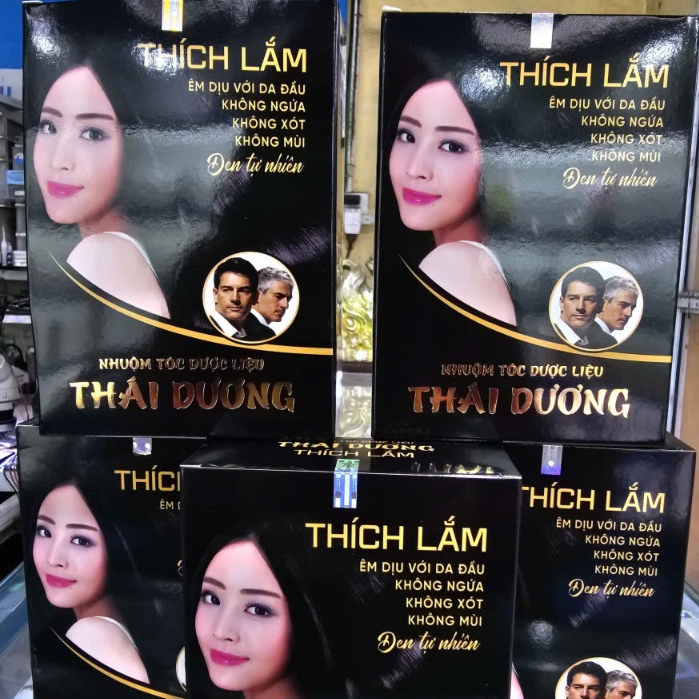 THÍCH LẮM
ÊM DỊU VỚI DA ĐẦU
KHÔNG NGỨA
KHÔNG XÓT
KHÔNG MÙI
Đen tự nhiên
NHUỘM TÓC DƯỢC LIỆU
THÁI DƯƠNG
THÍCH LẮM
ÊM DỊU VỚI DA ĐẦU
KHÔNG NGỨA
KHÔNG XÓT
KHÔNG MÙI
Đen tự nhiên
NHUỘM TÓC DƯỢC LIỆU
THÁI DƯƠNG
THÍC
ÊM D
THÁI DƯƠNG
THÍCH LẮM
THÍCH LẮM
ÊM DỊU VỚI DA ĐẦU
KHÔNG NGỨA
KHÔNG XÓT
KHÔNG MÙI
Đen tự nhiên
THÍCH LẮM
ÊM DỊU VỚI DA ĐẦU
KHÔNG NGỨA
KHÔNG XÓT
KHÔNG MÙI
Đen tự nhiên